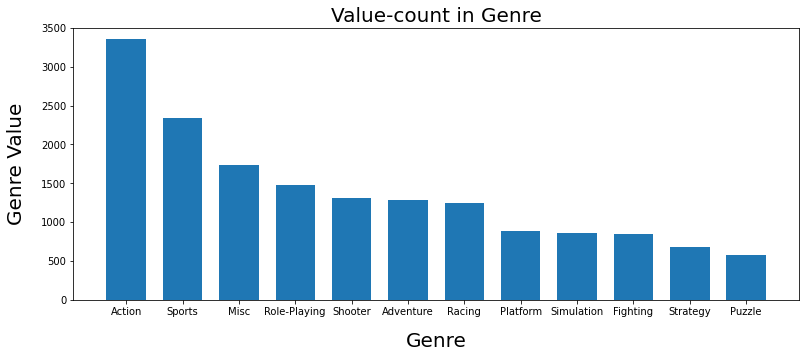 Value-count in Genre
Genre Value
3500
3000
2500
2000
1500
1000
500
0
Action Sports Misc Role-Playing Shooter Adventure Racing Platform Simulation Fighting Strategy Puzzle
Genre